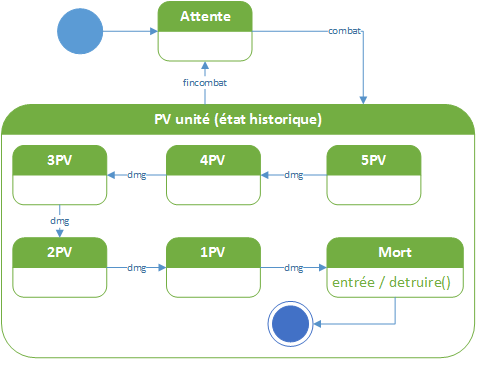 Attente
combat
fincombat
PV unité (état historique)
3PV
dmg
4PV
dmg
5PV
dmg
2PV
dmg
1PV
dmg
Mort
entrée / detruire()